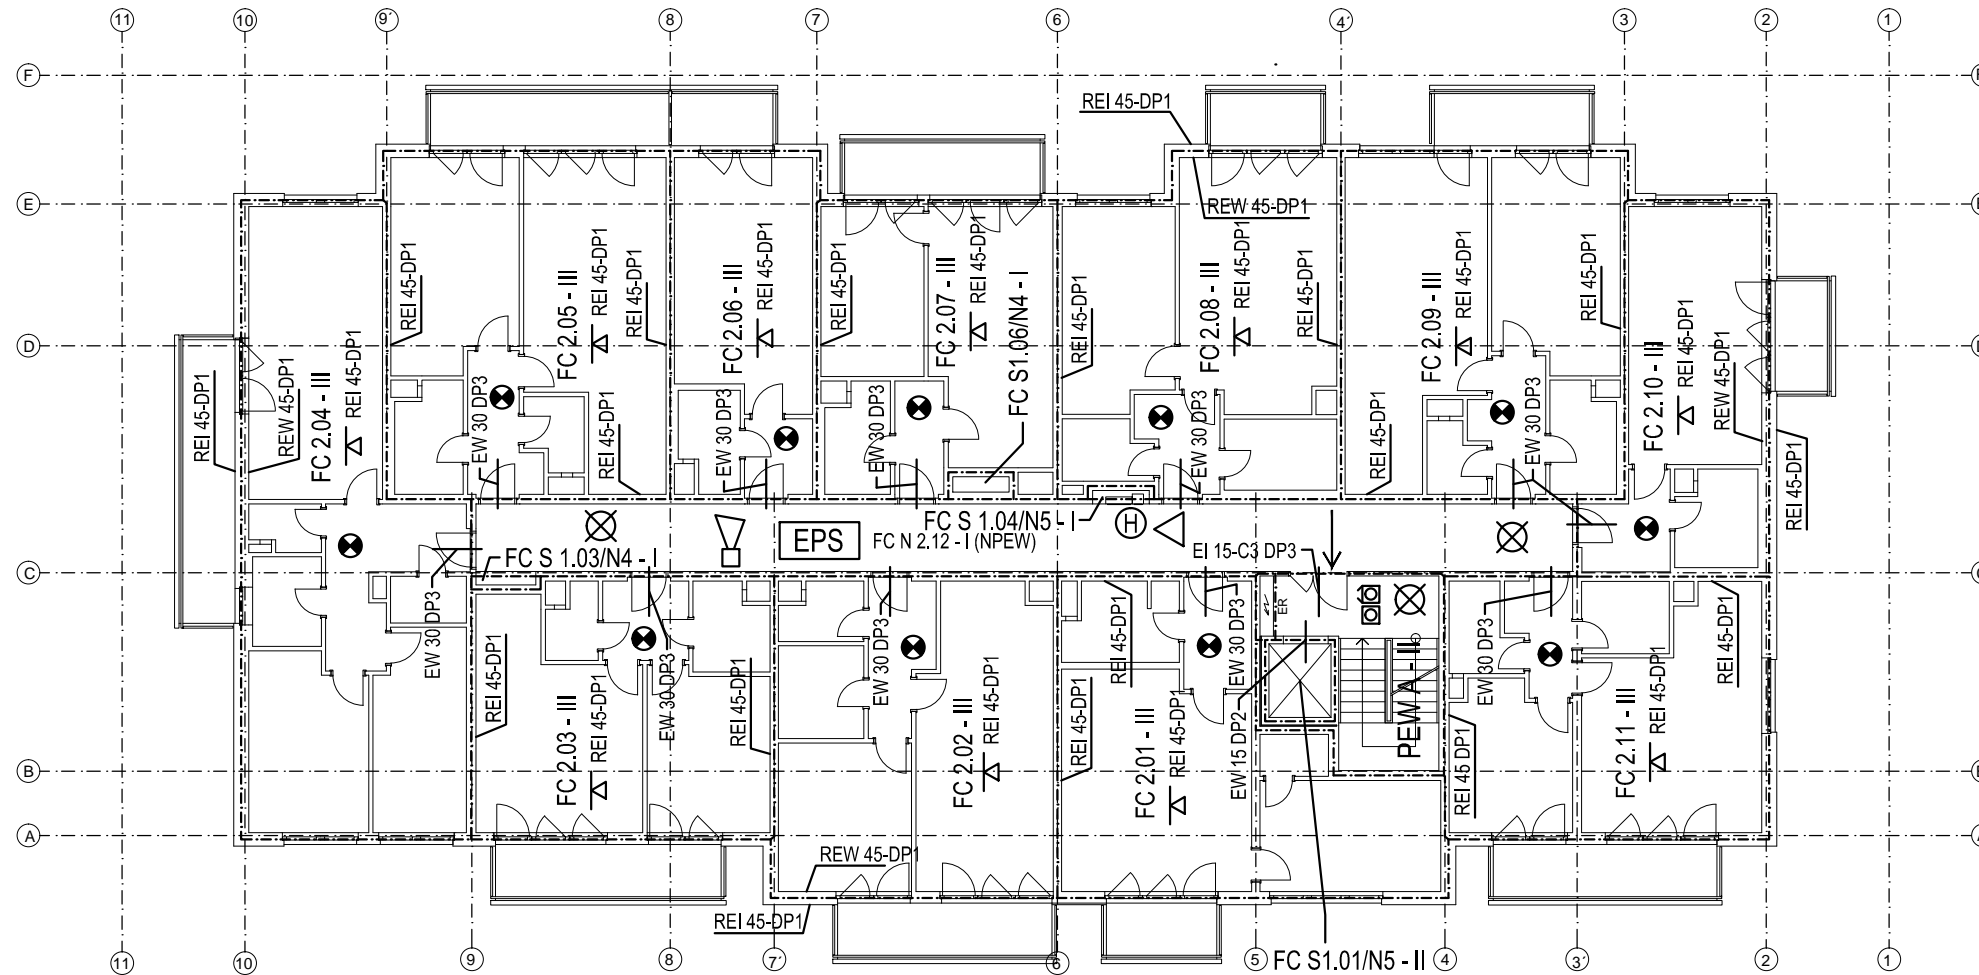 11
10
9´
8
7
6
4´
3
2
1
F
REI 45-DP1
E
REW 45-DP1
REI 45-DP1
REW 45-DP1
FC 2.04 - III
REI 45-DP1
REI 45-DP1
EW 30 DP3
FC 2.05 - III
REI 45-DP1
REI 45-DP1
REI 45-DP1
FC 2.06 - III
REI 45-DP1
EW 30 DP3
REI 45-DP1
EW 30 DP3
FC 2.07 - III
REI 45-DP1
FC S1.06/N4 - I
REI 45-DP1
EW 30 DP3
FC 2.08 - III
REI 45-DP1
REI 45-DP1
REI 45-DP1
FC 2.09 - III
REI 45-DP1
EW 30 DP3
REI 45-DP1
FC 2.10 - III
REI 45-DP1
REW 45-DP1
REI 45-DP1
D
FC S 1.04/N5 - I
H
EPS
FC N 2.12 - I (NPEW)
EI 15-C3 DP3
FC S 1.03/N4 - I
C
EW 30 DP3
REI 45-DP1
FC 2.03 - III
REI 45-DP1
EW 30 DP3
REI 45-DP1
EW 30 DP3
FC 2.02 - III
REI 45-DP1
REI 45-DP1
REI 45-DP1
FC 2.01 - III
REI 45-DP1
EW 30 DP3
EW 15 DP2
ER
PEW A - II
REI 45 DP1
EW 30 DP3
FC 2.11 - III
REI 45-DP1
REI 45-DP1
B
A
REW 45-DP1
REI 45-DP1
FC S1.01/N5 - II
11
10
9
8
7´
6
5
4
3´
2
1